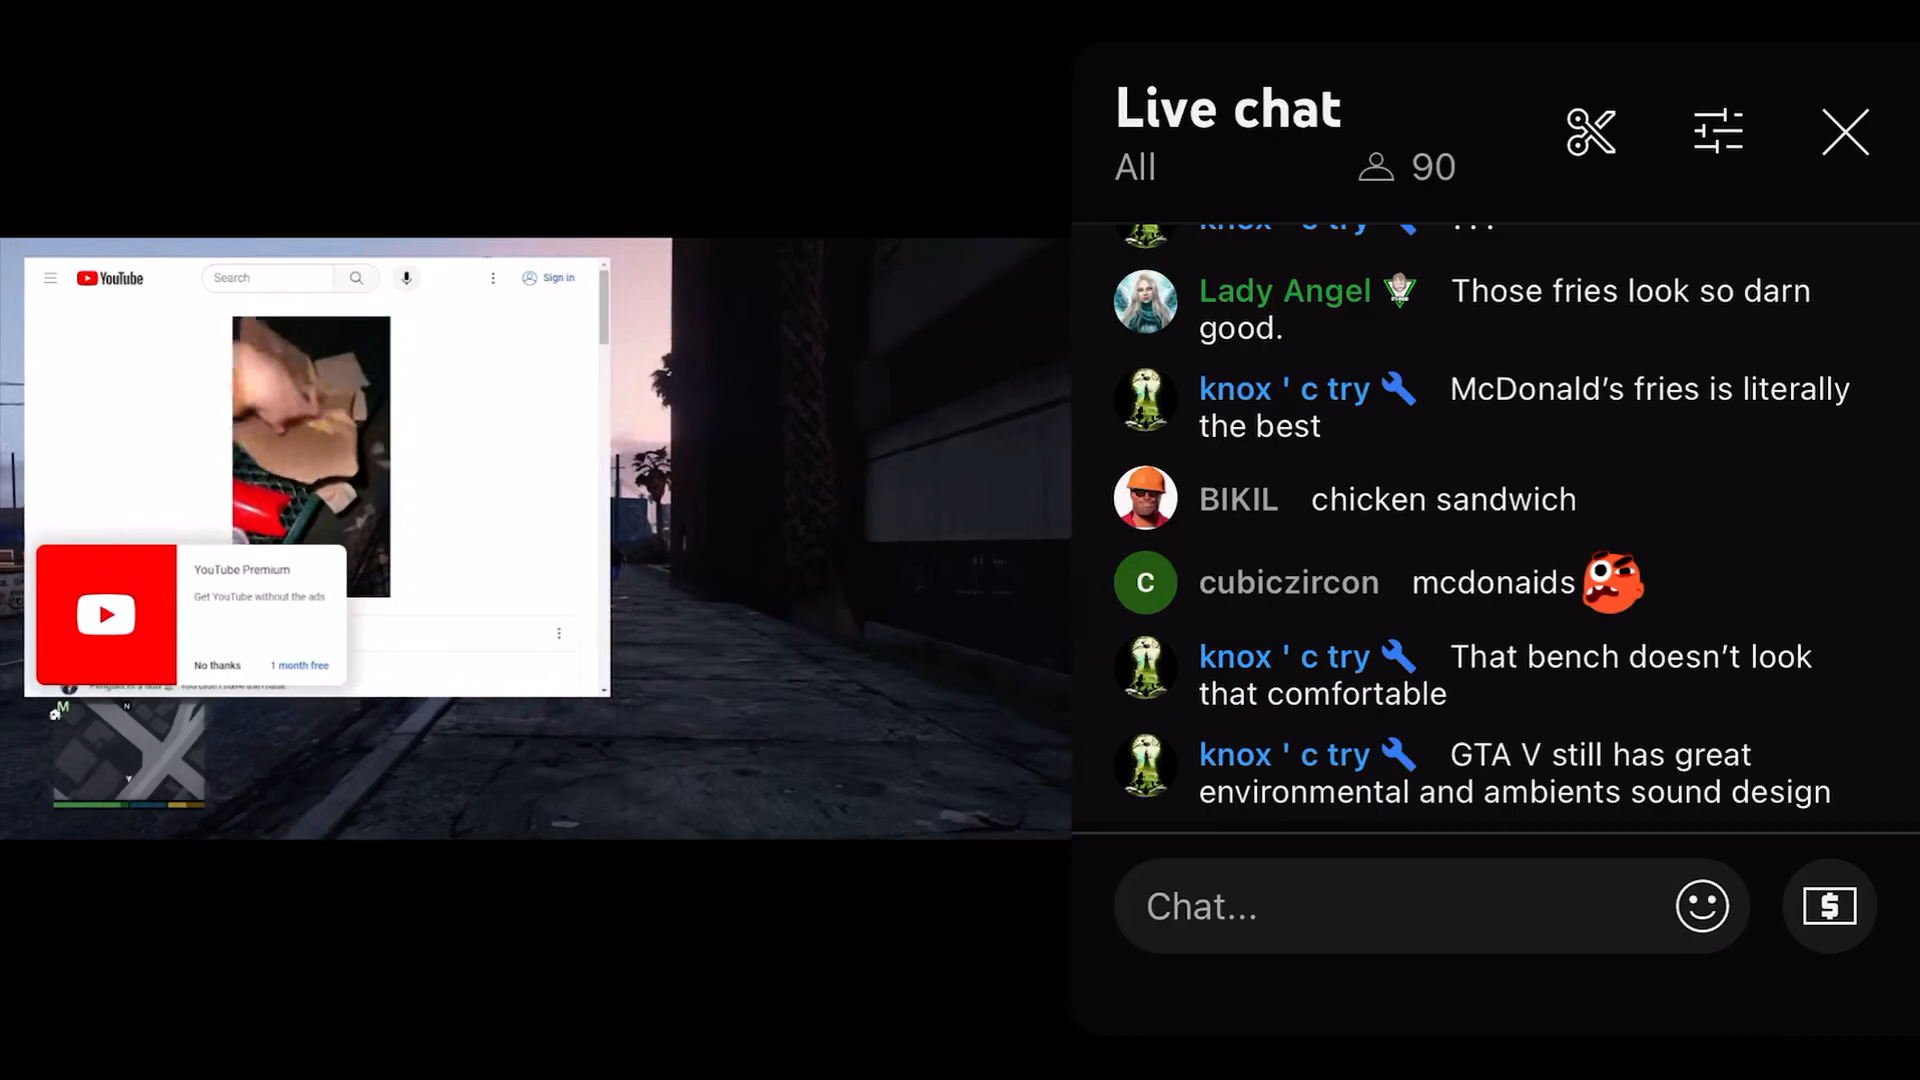 YouTube
Search
Sign in
YouTube Premium
Get YouTube without the ads
No thanks
1 month free
M
N
Live chat
All
90
knox ' c try ...
Lady Angel Those fries look so darn
good.
knox ' c try McDonald’s fries is literally
the best
BIKIL chicken sandwich
C cubiczircon mcdonaids
knox ' c try That bench doesn’t look
that comfortable
knox ' c try GTA V still has great
environmental and ambients sound design
Chat...
$